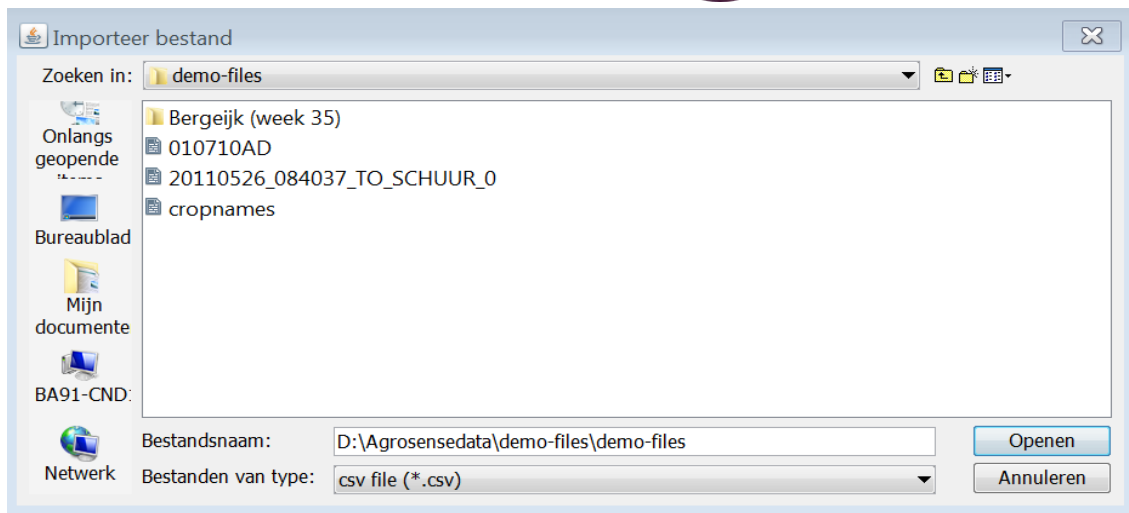 Importeer bestand
Zoeken in: demo-files
Onlangs
geopende
Bureaublad
Mijn
documente
BA91-CND:
Netwerk
Bergeijk (week 35)
010710AD
20110526_084037_TO_SCHUUR_0
cropnames
Bestandsnaam: D:\Agrosensedata\demo-files\demo-files
Openen
Bestanden van type: csv file (*.csv)
Annuleren